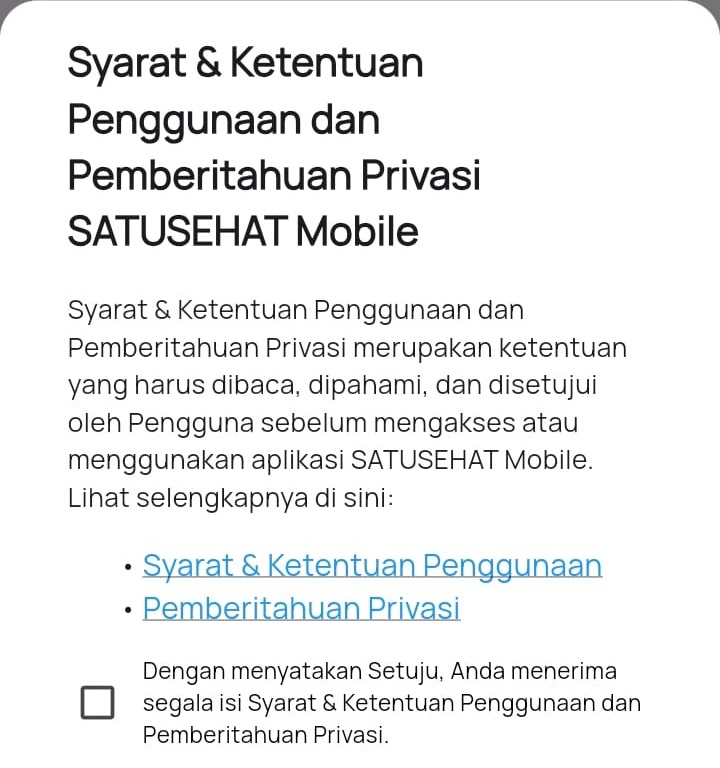 Syarat & Ketentuan
Penggunaan dan
Pemberitahuan Privasi
SATUSEHAT Mobile
Syarat & Ketentuan Penggunaan dan
Pemberitahuan Privasi merupakan ketentuan
yang harus dibaca, dipahami, dan disetujui
oleh Pengguna sebelum mengakses atau
menggunakan aplikasi SATUSEHAT Mobile.
Lihat selengkapnya di sini:
• Syarat & Ketentuan Penggunaan
• Pemberitahuan Privasi
Dengan menyatakan Setuju, Anda menerima
segala isi Syarat & Ketentuan Penggunaan dan
Pemberitahuan Privasi.